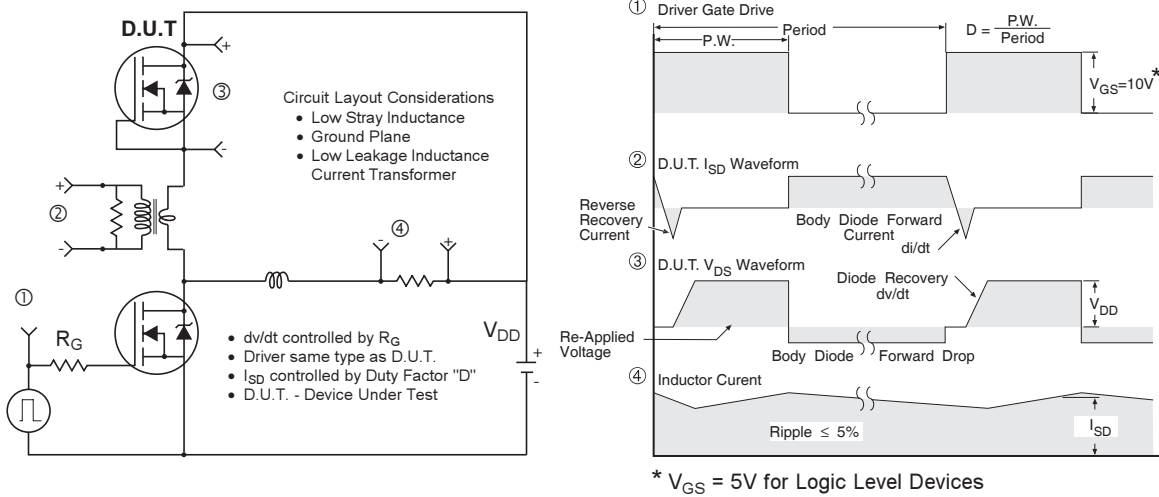 D.U.T
+
③
-
Circuit Layout Considerations
• Low Stray Inductance
• Ground Plane
• Low Leakage Inductance
Current Transformer
+
②
-
④
-
+
①
R_G
• dv/dt controlled by R_G
• Driver same type as D.U.T.
• I_SD controlled by Duty Factor "D"
• D.U.T. - Device Under Test
V_DD
+
-
① Driver Gate Drive
P.W.
Period
D = P.W.
Period
V_GS=10V*
② D.U.T. I_SD Waveform
Reverse
Recovery
Current
Body Diode Forward
Current
di/dt
③ D.U.T. V_DS Waveform
Diode Recovery
dv/dt
V_DD
Re-Applied
Voltage
Body Diode Forward Drop
④ Inductor Curent
Ripple ≤ 5%
I_SD
* V_GS = 5V for Logic Level Devices